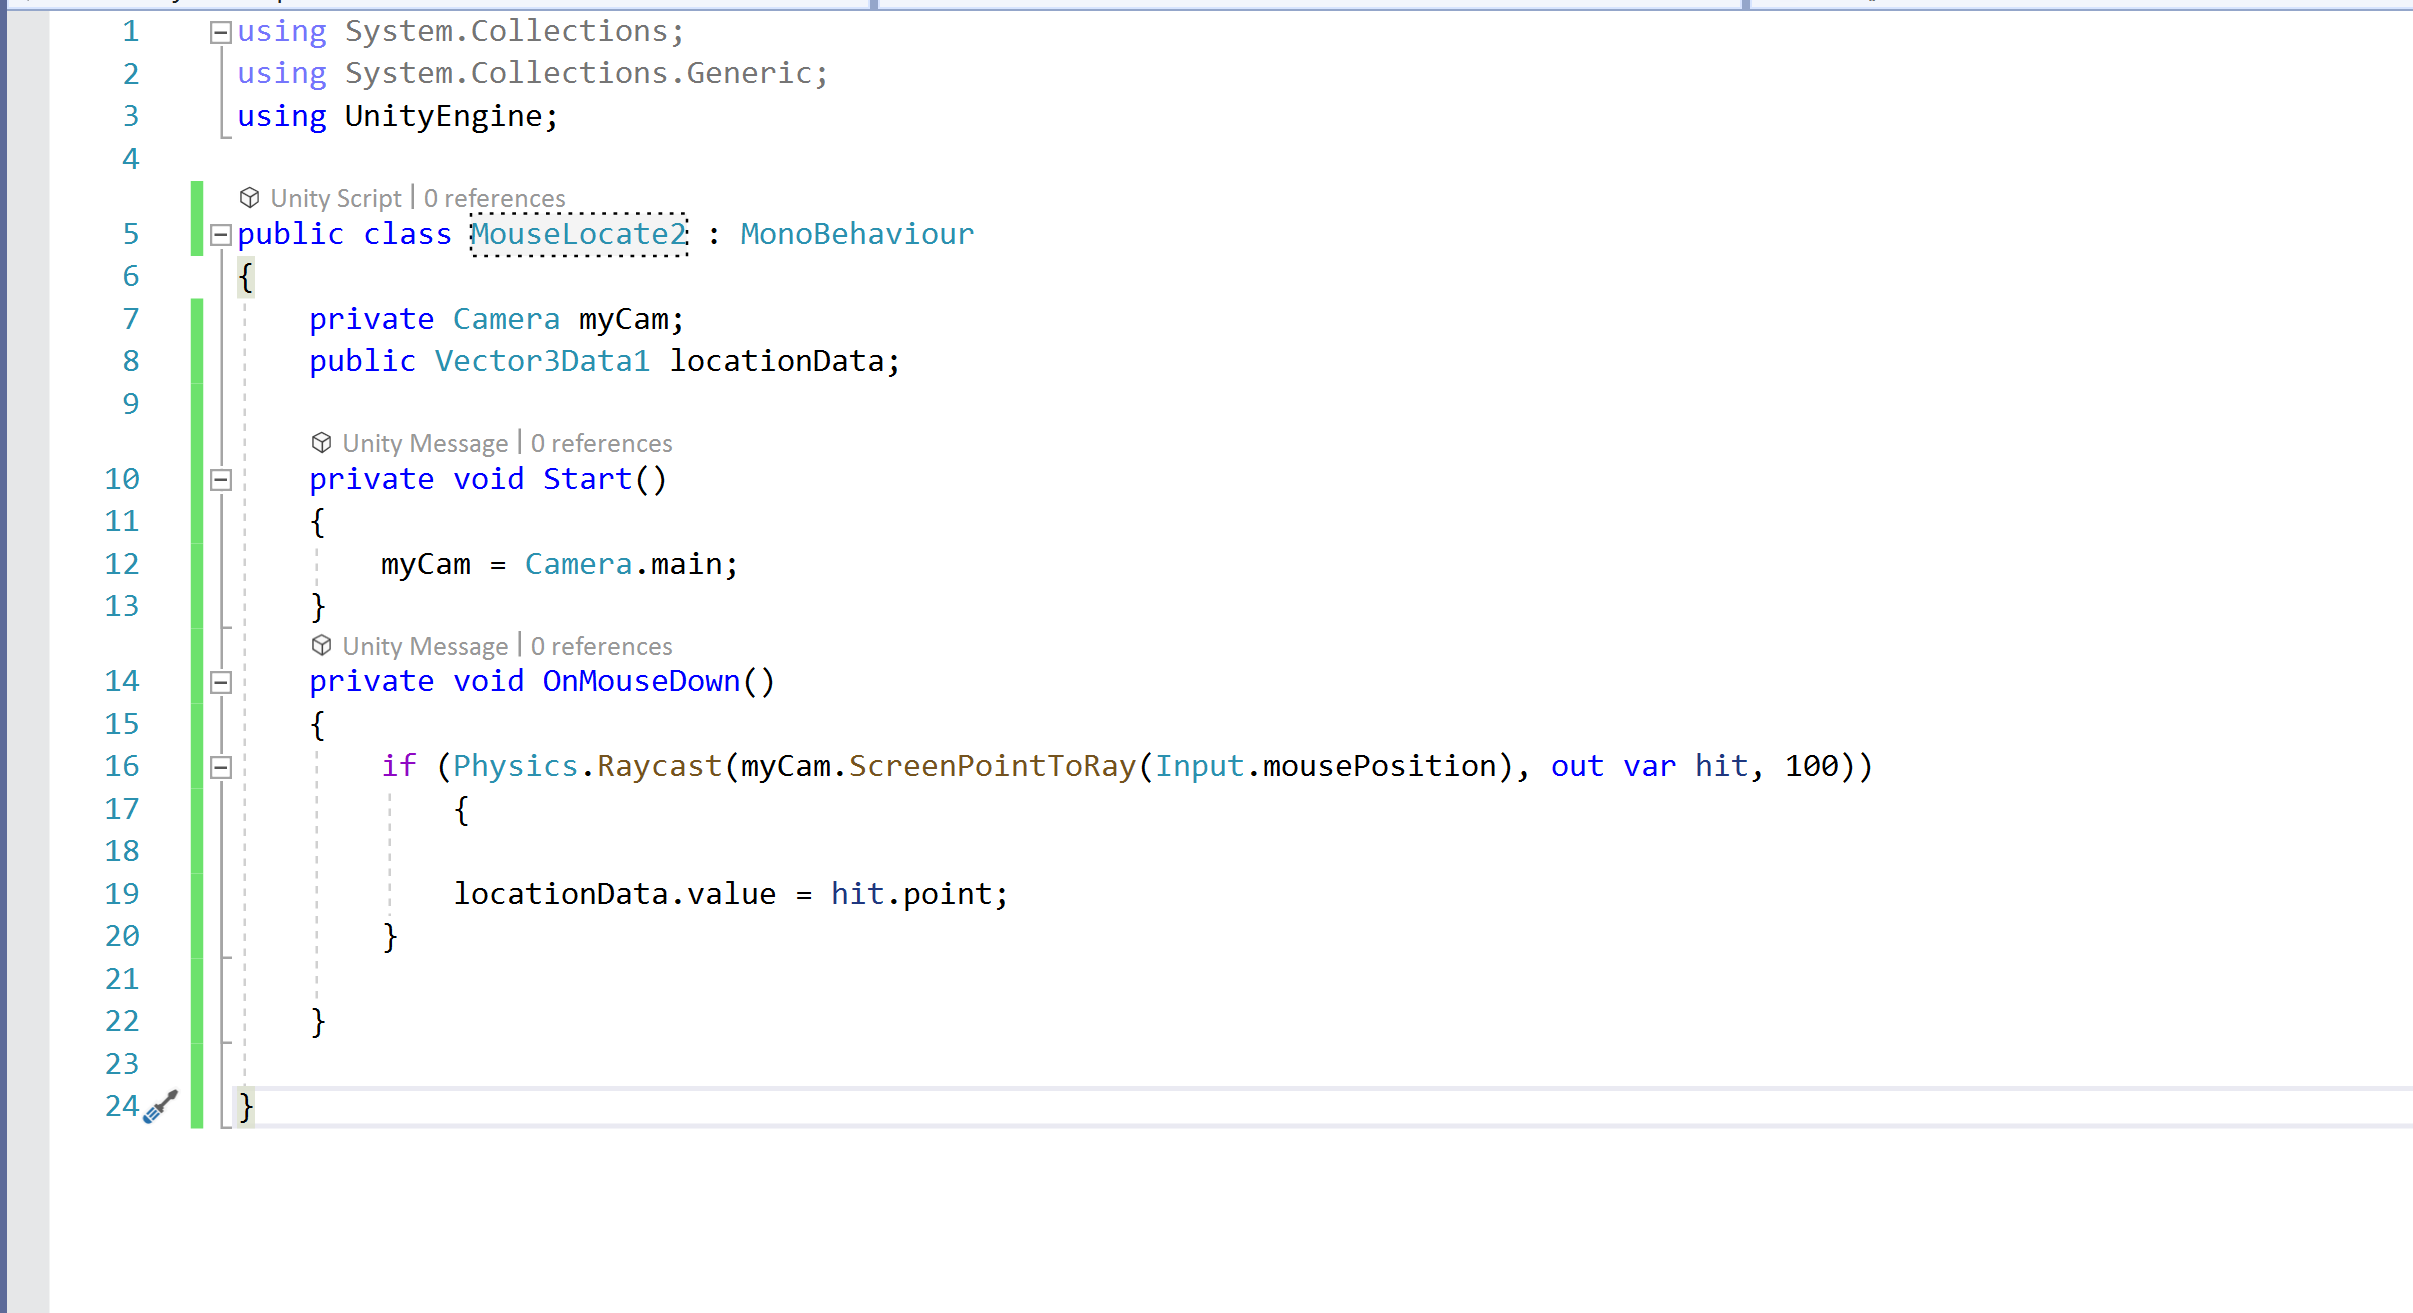 1 using System.Collections;
2 using System.Collections.Generic;
3 using UnityEngine;
4
Unity Script | 0 references
5 public class MouseLocate2 : MonoBehaviour
6 {
7 private Camera myCam;
8 public Vector3Data1 locationData;
9
Unity Message | 0 references
10 private void Start()
11 {
12 myCam = Camera.main;
13 }
Unity Message | 0 references
14 private void OnMouseDown()
15 {
16 if (Physics.Raycast(myCam.ScreenPointToRay(Input.mousePosition), out var hit, 100))
17 {
18
19 locationData.value = hit.point;
20 }
21
22 }
23
24 }